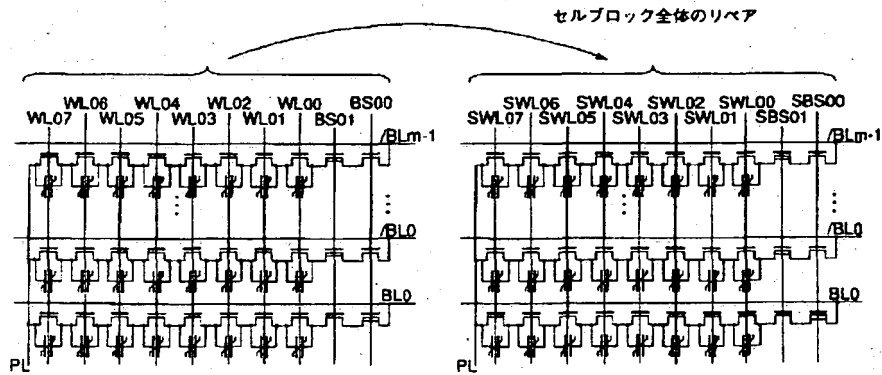 セルブロック全体のリペア
WL06 WL04 WL02 WL00 BS00
WL07 WL05 WL03 WL01 BS01
/BLm-1
/BL0
BL0
PL
SWL06 SWL04 SWL02 SWL00 SBS00
SWL07 SWL05 SWL03 SWL01 SBS01
/BLm-1
/BL0
BL0
PL